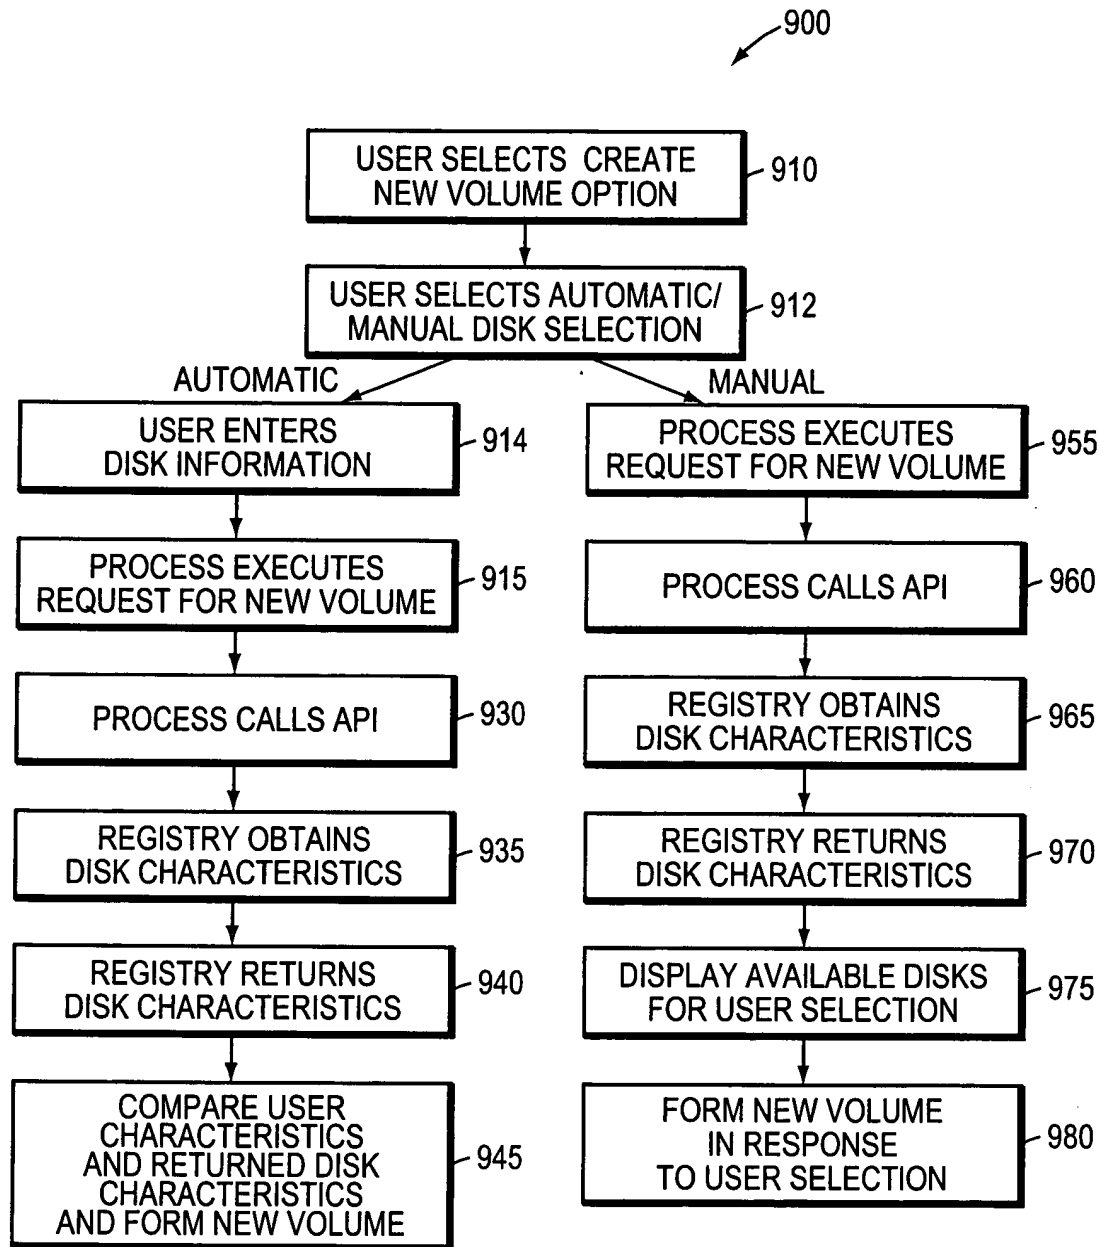 900
USER SELECTS CREATE
NEW VOLUME OPTION
910
USER SELECTS AUTOMATIC/
MANUAL DISK SELECTION
912
AUTOMATIC
USER ENTERS
DISK INFORMATION
914
PROCESS EXECUTES
REQUEST FOR NEW VOLUME
915
PROCESS CALLS API
930
REGISTRY OBTAINS
DISK CHARACTERISTICS
935
REGISTRY RETURNS
DISK CHARACTERISTICS
940
COMPARE USER
CHARACTERISTICS
AND RETURNED DISK
CHARACTERISTICS
AND FORM NEW VOLUME
945
MANUAL
PROCESS EXECUTES
REQUEST FOR NEW VOLUME
955
PROCESS CALLS API
960
REGISTRY OBTAINS
DISK CHARACTERISTICS
965
REGISTRY RETURNS
DISK CHARACTERISTICS
970
DISPLAY AVAILABLE DISKS
FOR USER SELECTION
975
FORM NEW VOLUME
IN RESPONSE
TO USER SELECTION
980